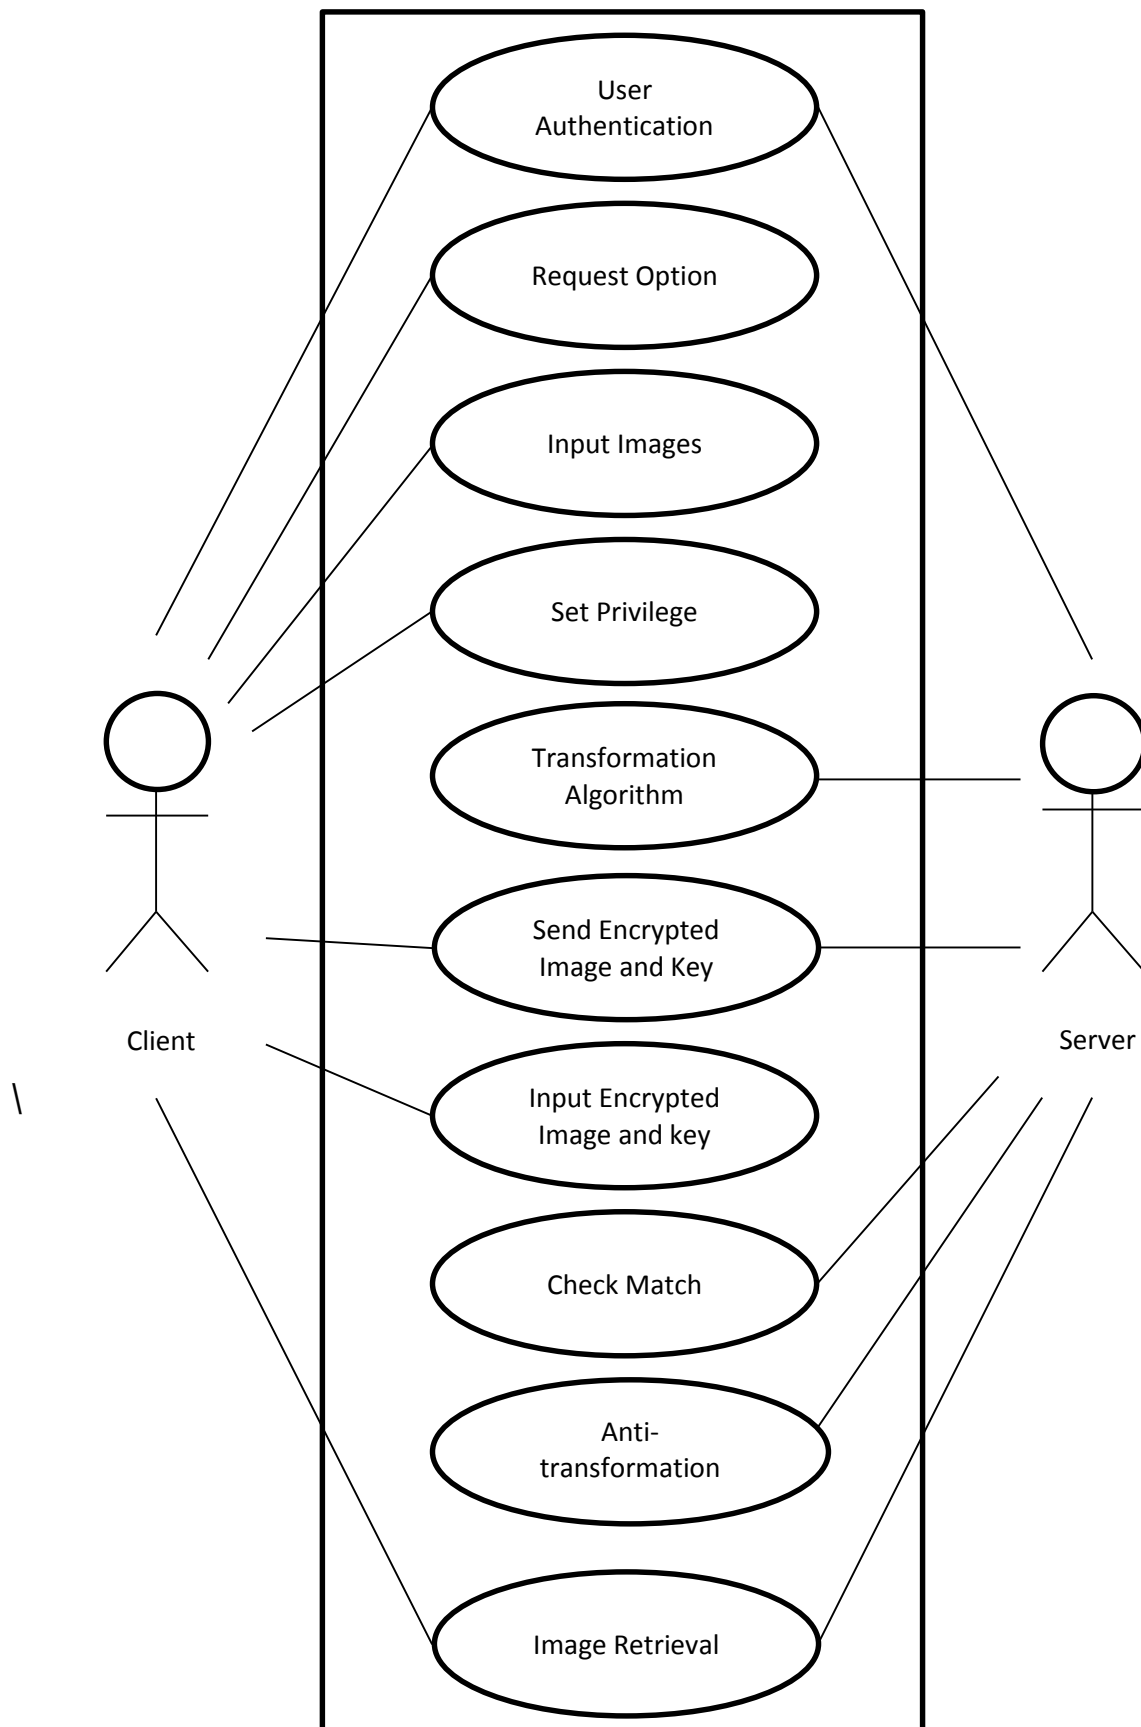 User
Authentication
Request Option
Input Images
Set Privilege
Transformation
Algorithm
Send Encrypted
Image and Key
Client
Server
\
Input Encrypted
Image and key
Check Match
Anti-
transformation
Image Retrieval